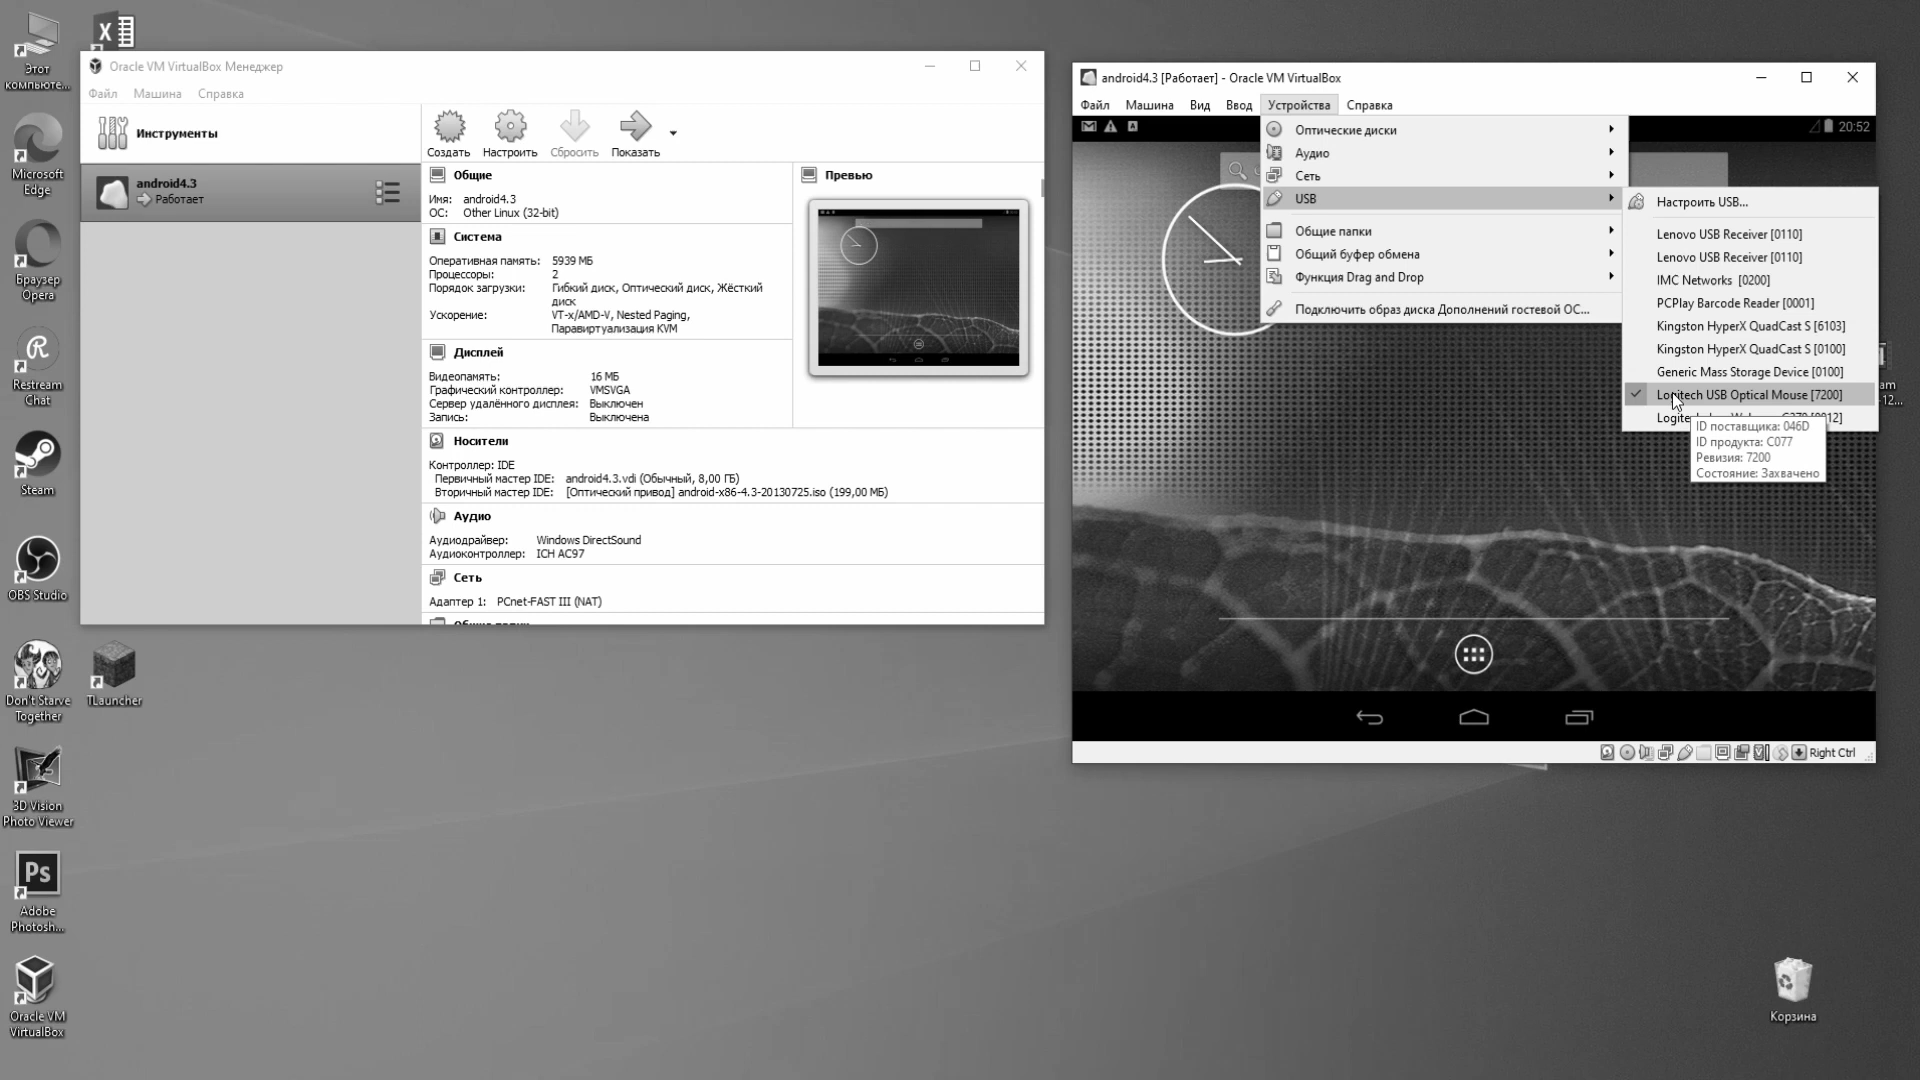 Этот
компьюте...
Microsoft
Edge
Браузер
Opera
Restream
Chat
Steam
OBS Studio
Don't Starve
Together
TLauncher
3D Vision
Photo Viewer
Ps
Adobe
Photosh...
Oracle VM
VirtualBox
Корзина
Oracle VM VirtualBox Менеджер
Файл Машина Справка
Инструменты
android4.3
Работает
Создать Настроить Сбросить Показать
Общие
Имя: android4.3
ОС: Other Linux (32-bit)
Система
Оперативная память: 5939 МБ
Процессоры: 2
Порядок загрузки: Гибкий диск, Оптический диск, Жёсткий
диск
Ускорение: VT-x/AMD-V, Nested Paging,
Паравиртуализация KVM
Дисплей
Видеопамять: 16 МБ
Графический контроллер: VMSVGA
Сервер удалённого дисплея: Выключен
Запись: Выключена
Носители
Контроллер: IDE
Первичный мастер IDE: android4.3.vdi (Обычный, 8,00 ГБ)
Вторичный мастер IDE: [Оптический привод] android-x86-4.3-20130725.iso (199,00 МБ)
Аудио
Аудиодрайвер: Windows DirectSound
Аудиоконтроллер: ICH AC97
Сеть
Адаптер 1: PCnet-FAST III (NAT)
Общие папки
Превью
android4.3 [Работает] - Oracle VM VirtualBox
Файл Машина Вид Ввод Устройства Справка
20:52
Оптические диски
Аудио
Сеть
USB
Общие папки
Общий буфер обмена
Функция Drag and Drop
Подключить образ диска Дополнений гостевой ОС...
Настроить USB...
Lenovo USB Receiver [0110]
Lenovo USB Receiver [0110]
IMC Networks [0200]
PCPlay Barcode Reader [0001]
Kingston HyperX QuadCast S [6103]
Kingston HyperX QuadCast S [0100]
Generic Mass Storage Device [0100]
Logitech USB Optical Mouse [7200]
ID поставщика: 046D
ID продукта: C077
Ревизия: 7200
Состояние: Захвачено
Right Ctrl